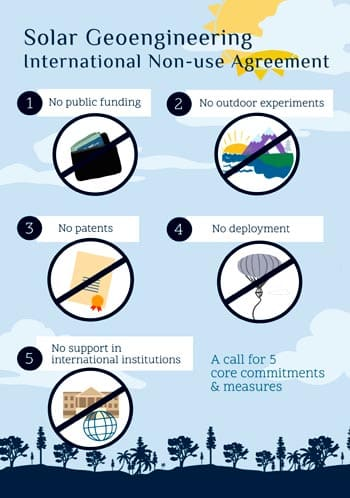 Solar Geoengineering
International Non-use Agreement
1 No public funding
2 No outdoor experiments
3 No patents
4 No deployment
5 No support in
international institutions
A call for 5
core commitments
& measures